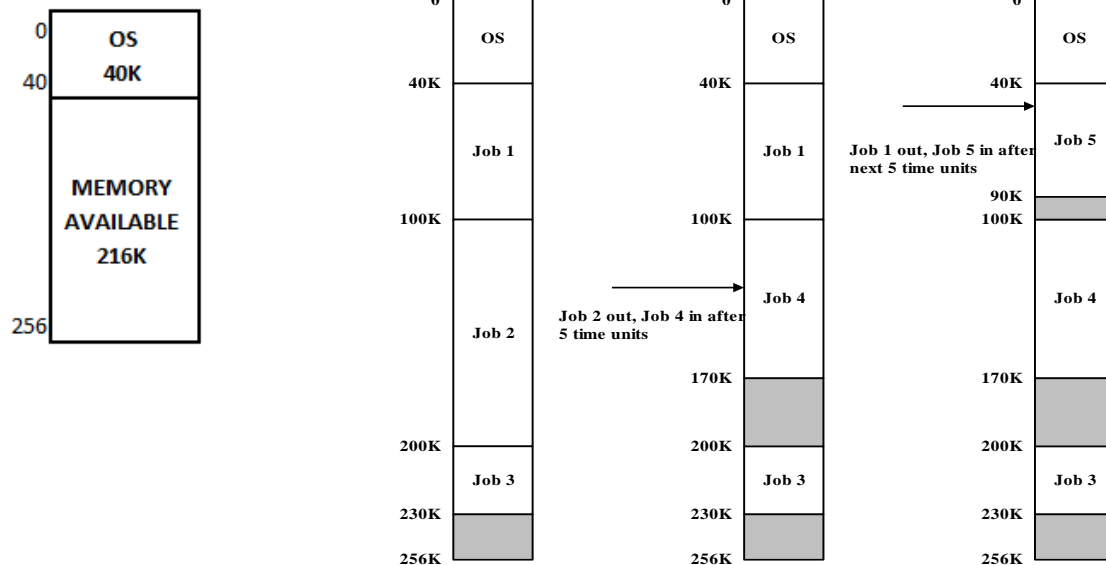 0
OS
40K
40
MEMORY
AVAILABLE
216K
256
0
OS
40K
Job 1
100K
Job 2
200K
Job 3
230K
256K
Job 2 out, Job 4 in after
5 time units
0
OS
40K
Job 1
100K
Job 4
170K
200K
Job 3
230K
256K
Job 1 out, Job 5 in after
next 5 time units
0
OS
40K
Job 5
90K
100K
Job 4
170K
200K
Job 3
230K
256K